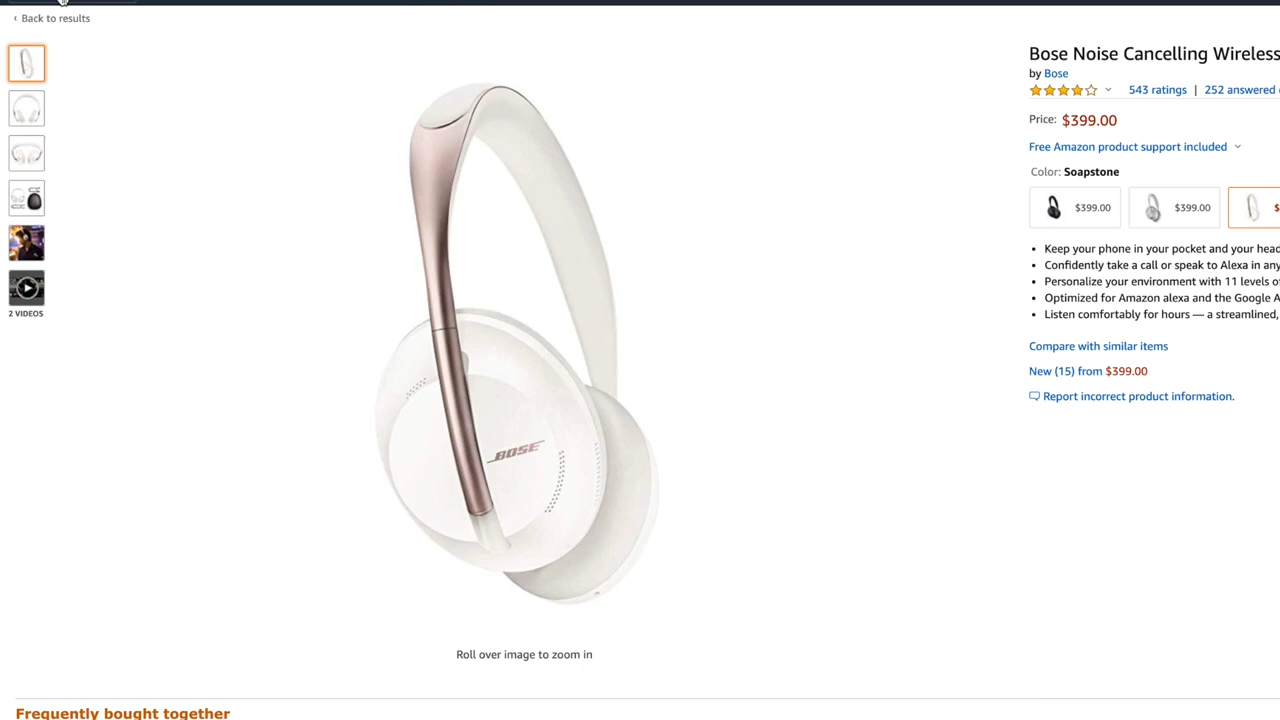 ‹ Back to results
2 VIDEOS
BOSE
Roll over image to zoom in
Bose Noise Cancelling Wireless
by Bose
543 ratings | 252 answered
Price: $399.00
Free Amazon product support included
Color: Soapstone
$399.00 $399.00 $
• Keep your phone in your pocket and your head
• Confidently take a call or speak to Alexa in any
• Personalize your environment with 11 levels o
• Optimized for Amazon alexa and the Google A
• Listen comfortably for hours — a streamlined,
Compare with similar items
New (15) from $399.00
Report incorrect product information.
Frequently bought together